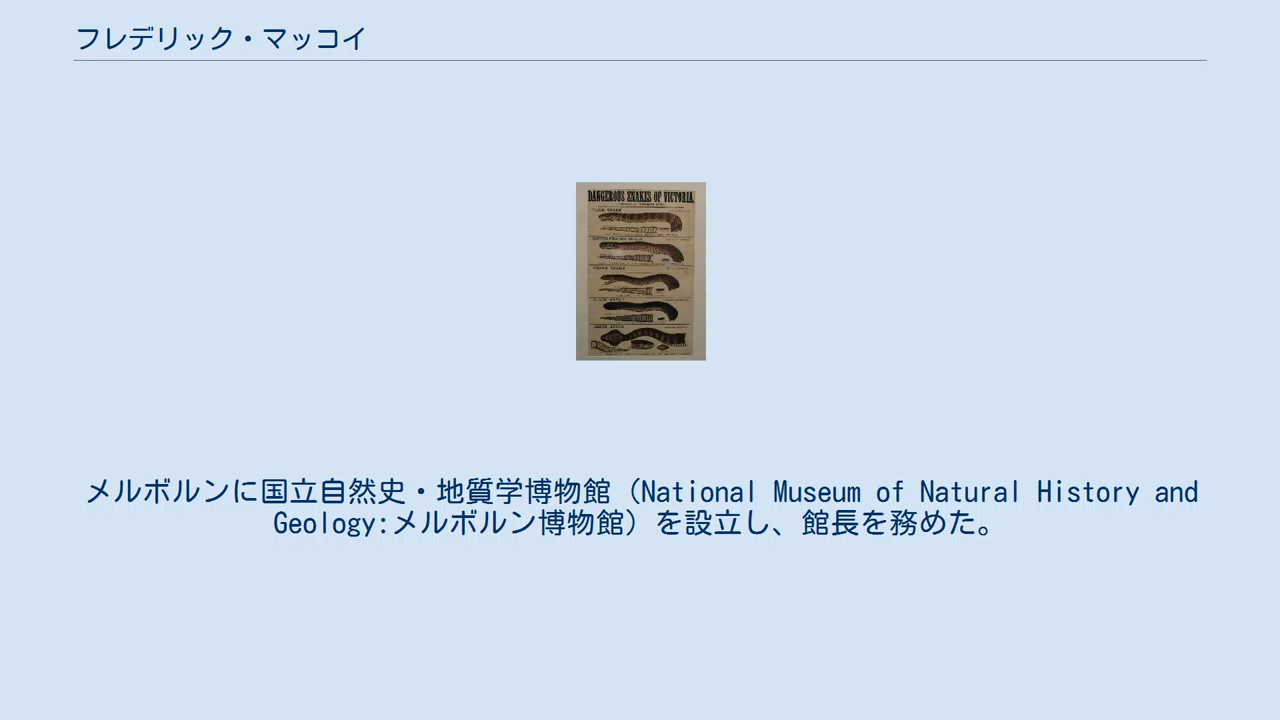 フレデリック・マッコイ
DANGEROUS SNAKES OF VICTORIA.
メルボルンに国立自然史・地質学博物館（National Museum of Natural History and
Geology:メルボルン博物館）を設立し、館長を務めた。